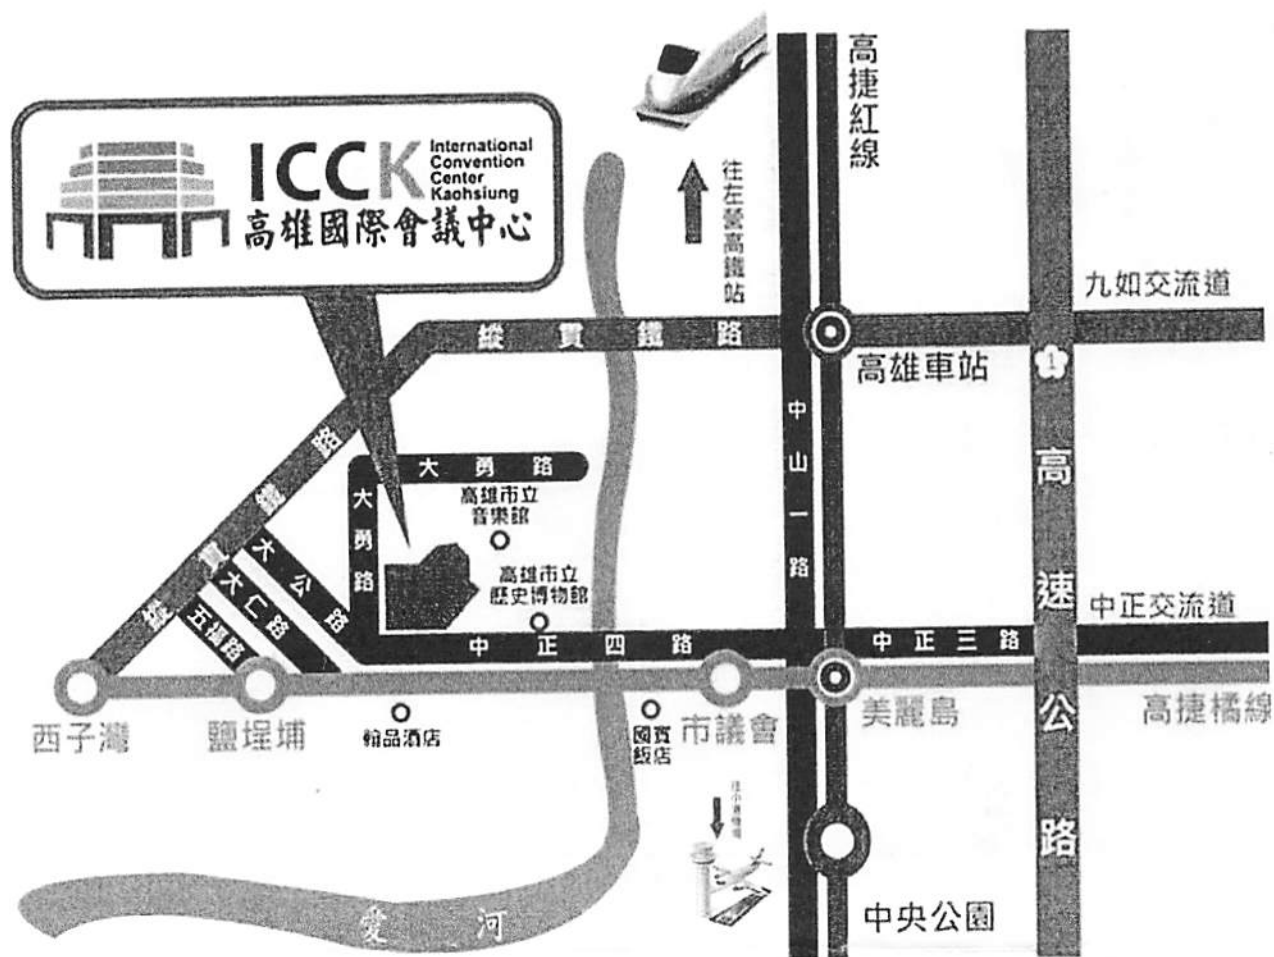 ICCK
International
Convention
Center
Kaohsiung
高雄國際會議中心
高捷紅線
往左營高鐵站
九如交流道
縱貫鐵路
高雄車站
1
高速公路
中山一路
大勇路
大勇路
高雄市立
音樂館
高雄市立
歷史博物館
縱貫鐵路
大公路
大仁路
五福路
中正四路
中正三路
中正交流道
西子灣
鹽埕埔
翰品酒店
國賓
飯店
市議會
美麗島
高捷橘線
往小港機場
中央公園
愛河